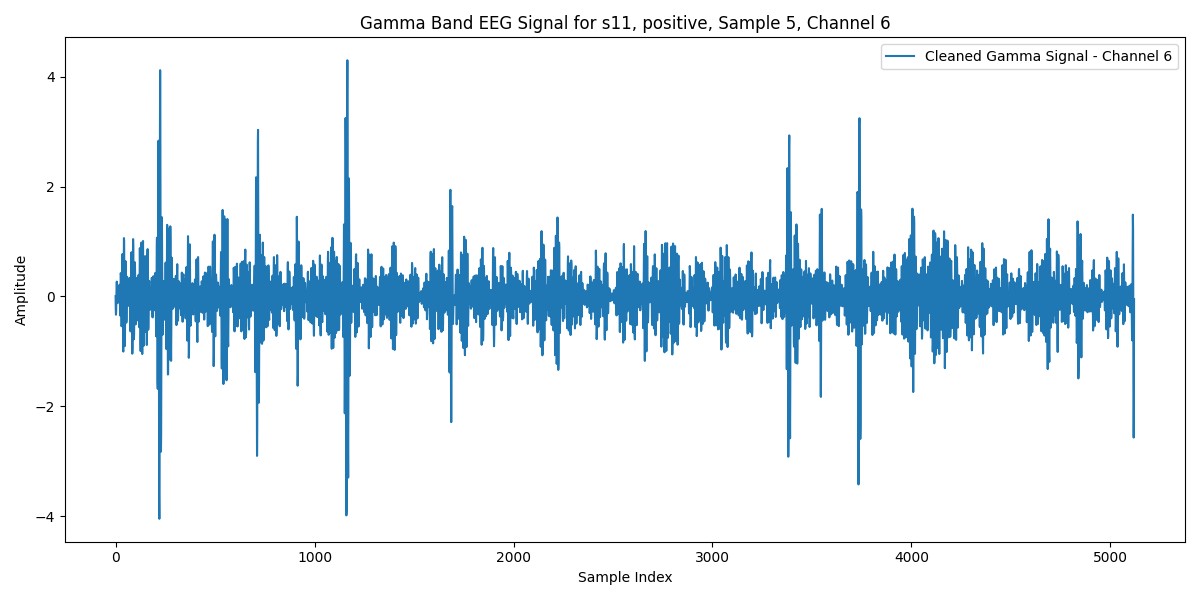 Gamma Band EEG Signal for s11, positive, Sample 5, Channel 6
Cleaned Gamma Signal - Channel 6
Amplitude
4
2
0
−2
−4
0 1000 2000 3000 4000 5000
Sample Index